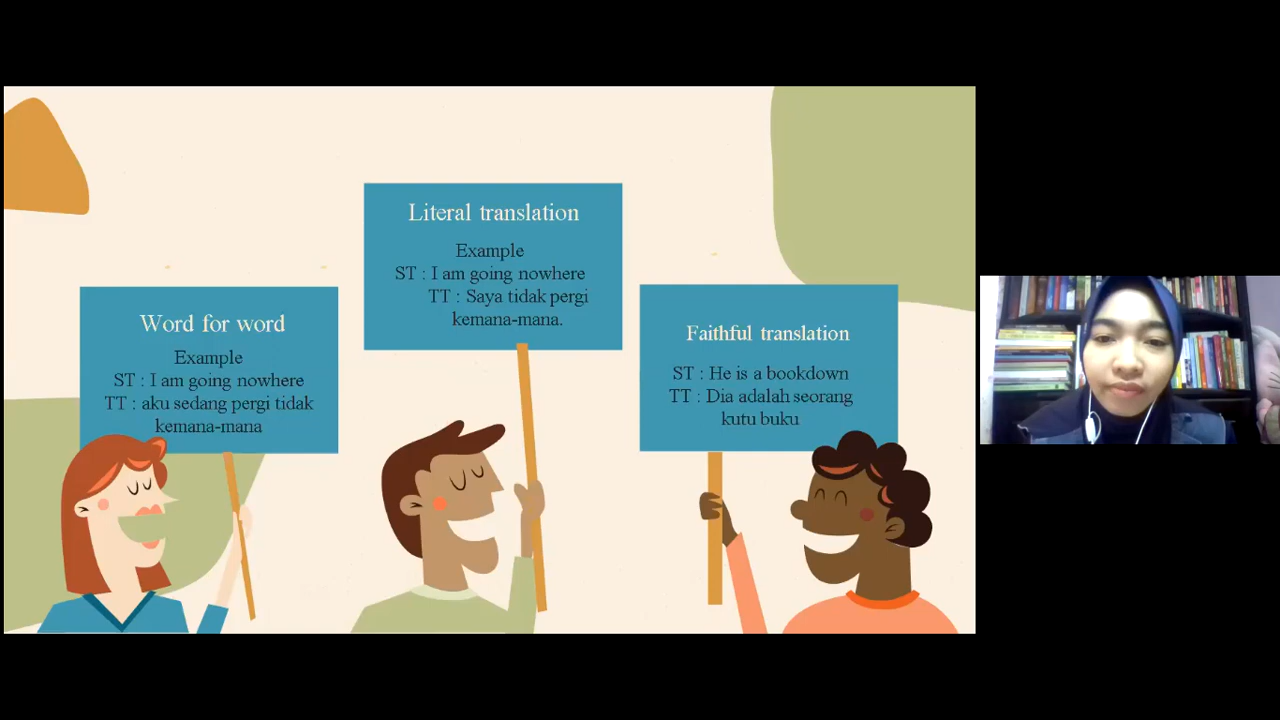 Word for word
Example
ST : I am going nowhere
TT : aku sedang pergi tidak
kemana-mana
Literal translation
Example
ST : I am going nowhere
TT : Saya tidak pergi
kemana-mana.
Faithful translation
ST : He is a bookdown
TT : Dia adalah seorang
kutu buku